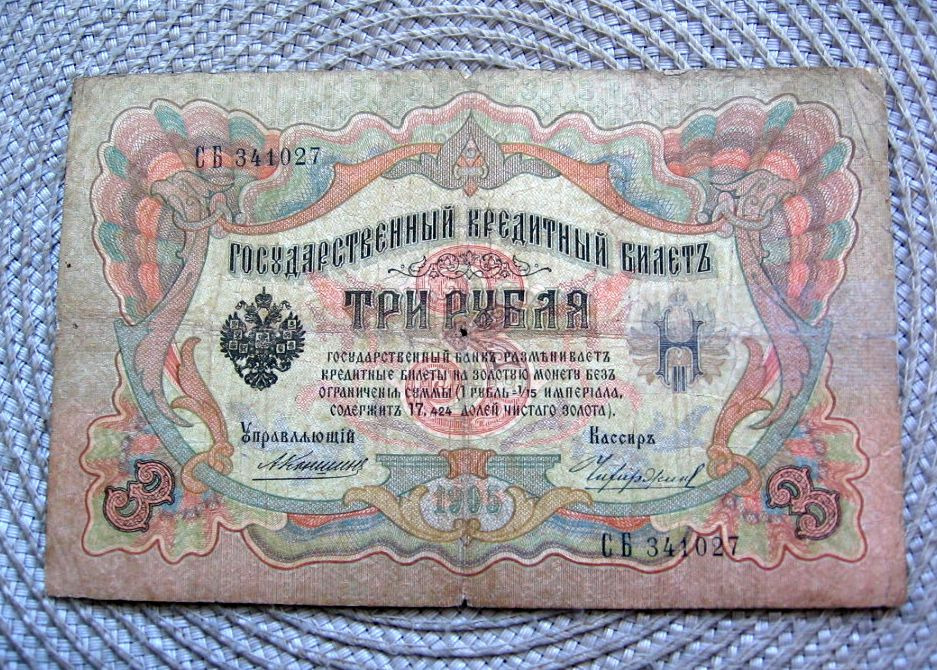 СБ 341027
ГОСУДАРСТВЕННЫЙ КРЕДИТНЫЙ БИЛЕТЪ
ТРИ РУБЛЯ
ГОСУДАРСТВЕННЫЙ БАНКЪ РАЗМѢНИВАЕТЪ
КРЕДИТНЫЕ БИЛЕТЫ НА ЗОЛОТУЮ МОНЕТУ БЕЗЪ
ОГРАНИЧЕНІЯ СУММЫ (1 РУБЛЬ = 1/15 ИМПЕРІАЛА,
СОДЕРЖИТЪ 17,424 ДОЛЕЙ ЧИСТАГО ЗОЛОТА).
Управляющій Кассиръ
АКоншинъ
1905
3 3
СБ 341027